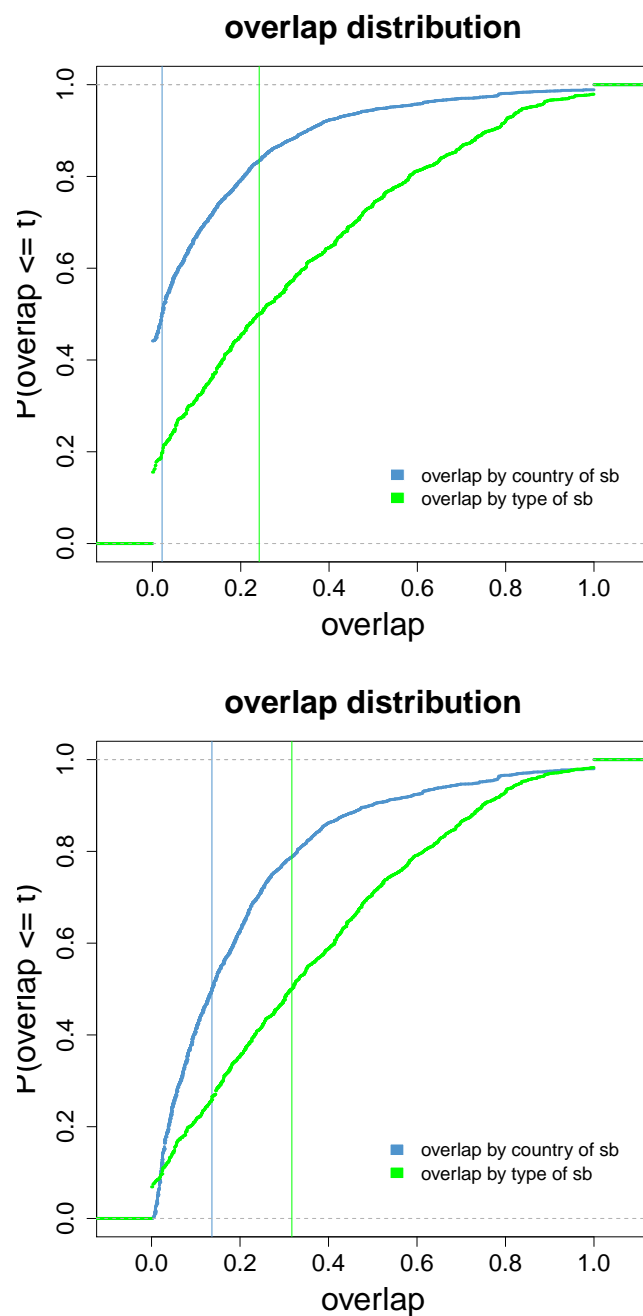 overlap distribution
P(overlap <= t)
1.0
0.8
0.6
0.4
0.2
0.0
overlap by country of sb
overlap by type of sb
0.0 0.2 0.4 0.6 0.8 1.0
overlap
overlap distribution
P(overlap <= t)
1.0
0.8
0.6
0.4
0.2
0.0
overlap by country of sb
overlap by type of sb
0.0 0.2 0.4 0.6 0.8 1.0
overlap